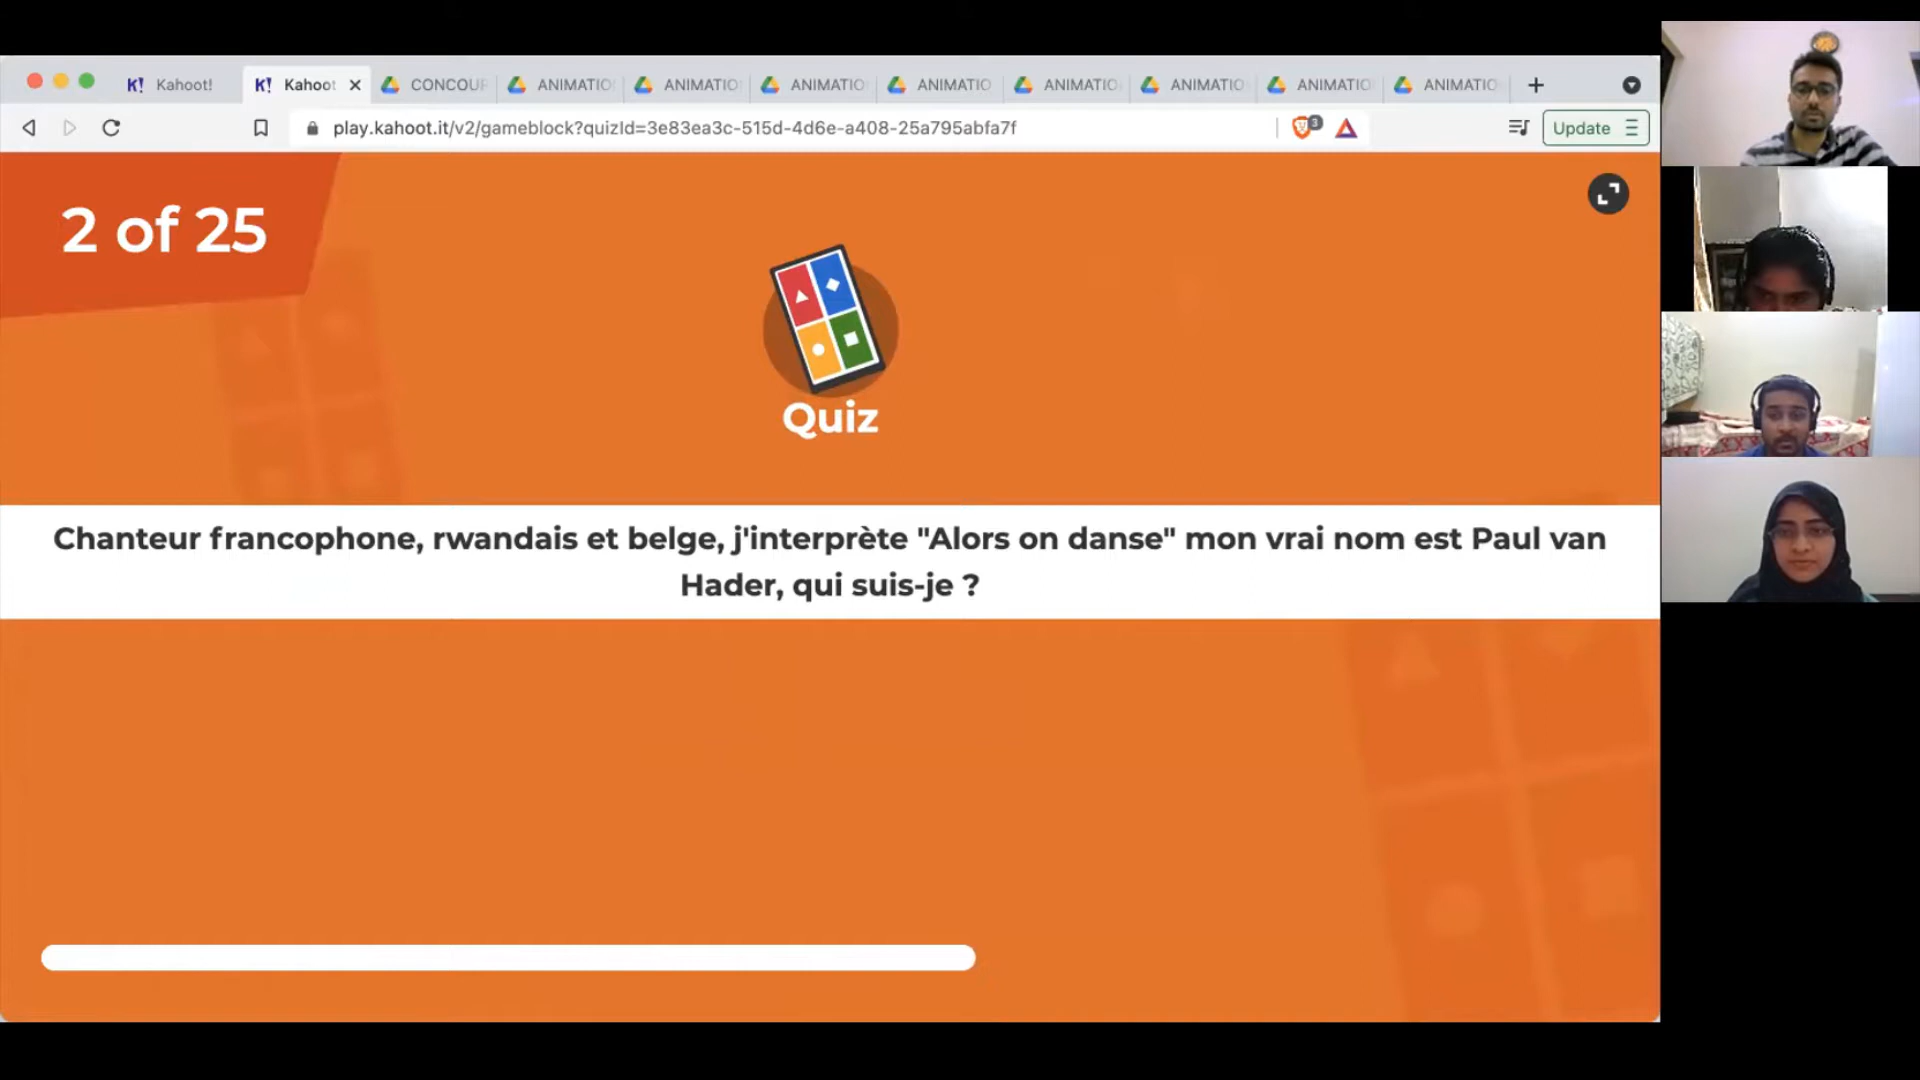 K! Kahoot!
K! Kahoot
CONCOUR
ANIMATIO
ANIMATIO
ANIMATIO
ANIMATIO
ANIMATIO
ANIMATIO
ANIMATIO
ANIMATIO
play.kahoot.it/v2/gameblock?quizId=3e83ea3c-515d-4d6e-a408-25a795abfa7f
3
Update
2 of 25
Quiz
Chanteur francophone, rwandais et belge, j'interprète "Alors on danse" mon vrai nom est Paul van
Hader, qui suis-je ?